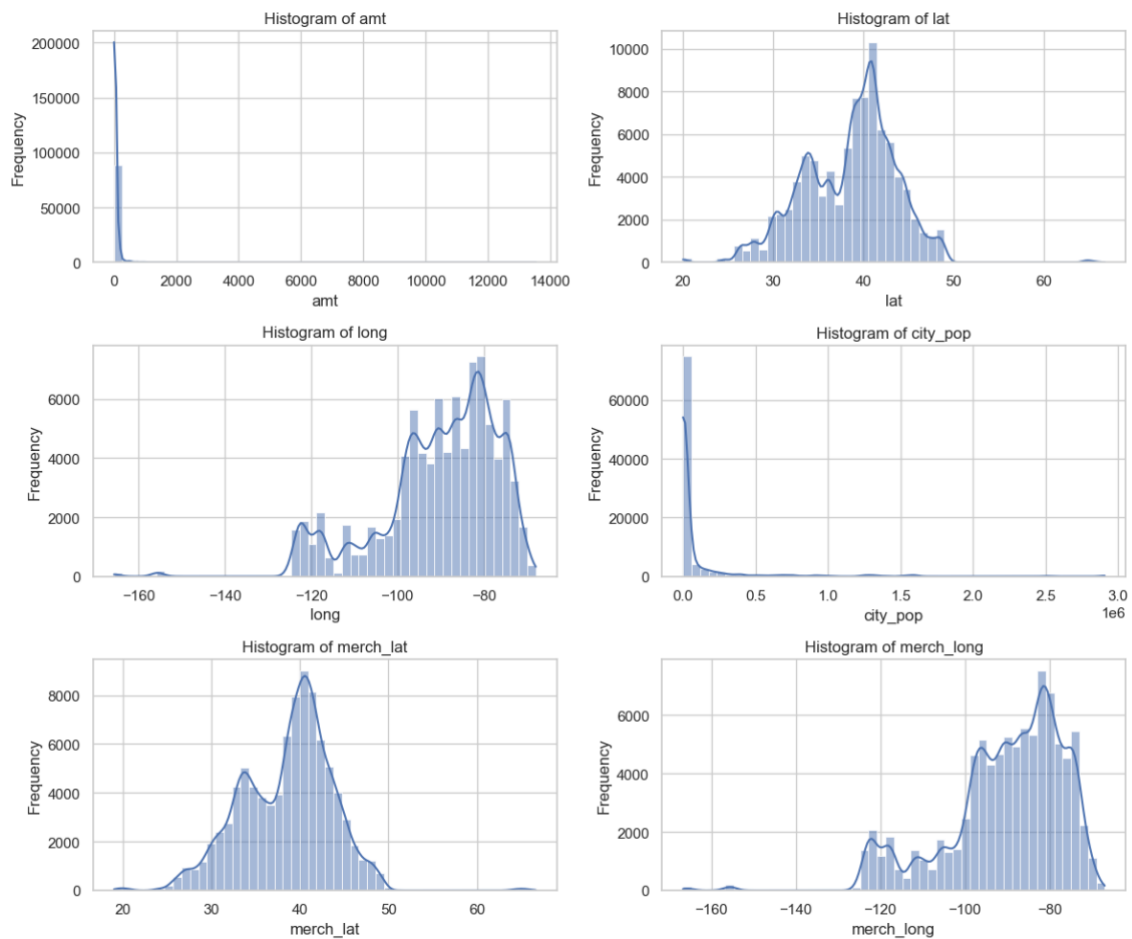 Histogram of amt
200000
150000
100000
50000
0
Frequency
0 2000 4000 6000 8000 10000 12000 14000
amt
Histogram of lat
10000
8000
6000
4000
2000
0
Frequency
20 30 40 50 60
lat
Histogram of long
6000
4000
2000
0
Frequency
−160 −140 −120 −100 −80
long
Histogram of city_pop
60000
40000
20000
0
Frequency
0.0 0.5 1.0 1.5 2.0 2.5 3.0
1e6
city_pop
Histogram of merch_lat
8000
6000
4000
2000
0
Frequency
20 30 40 50 60
merch_lat
Histogram of merch_long
6000
4000
2000
0
Frequency
−160 −140 −120 −100 −80
merch_long